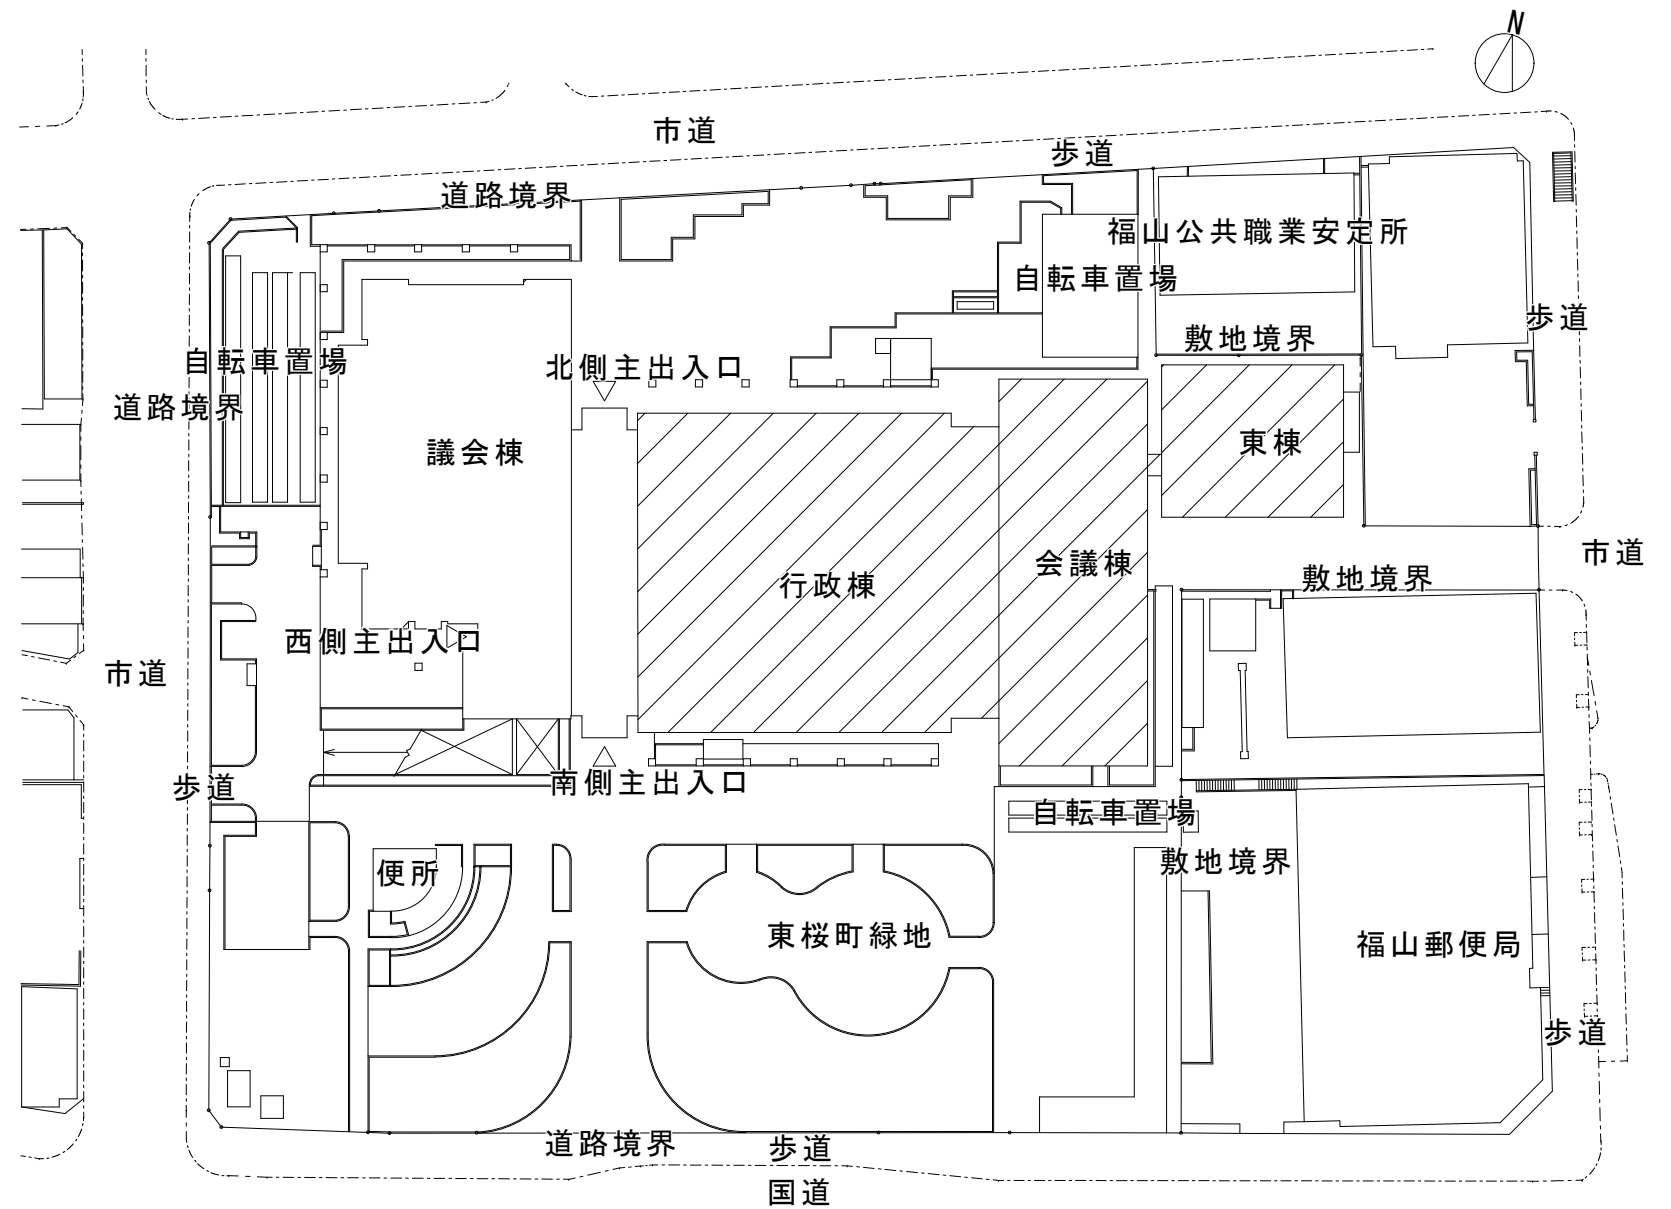 N
市道
歩道
道路境界
福山公共職業安定所
自転車置場
歩道
敷地境界
自転車置場
北側主出入口
道路境界
議会棟
東棟
市道
会議棟
敷地境界
行政棟
西側主出入口
市道
南側主出入口
歩道
自転車置場
敷地境界
便所
東桜町緑地
福山郵便局
歩道
道路境界
歩道
国道